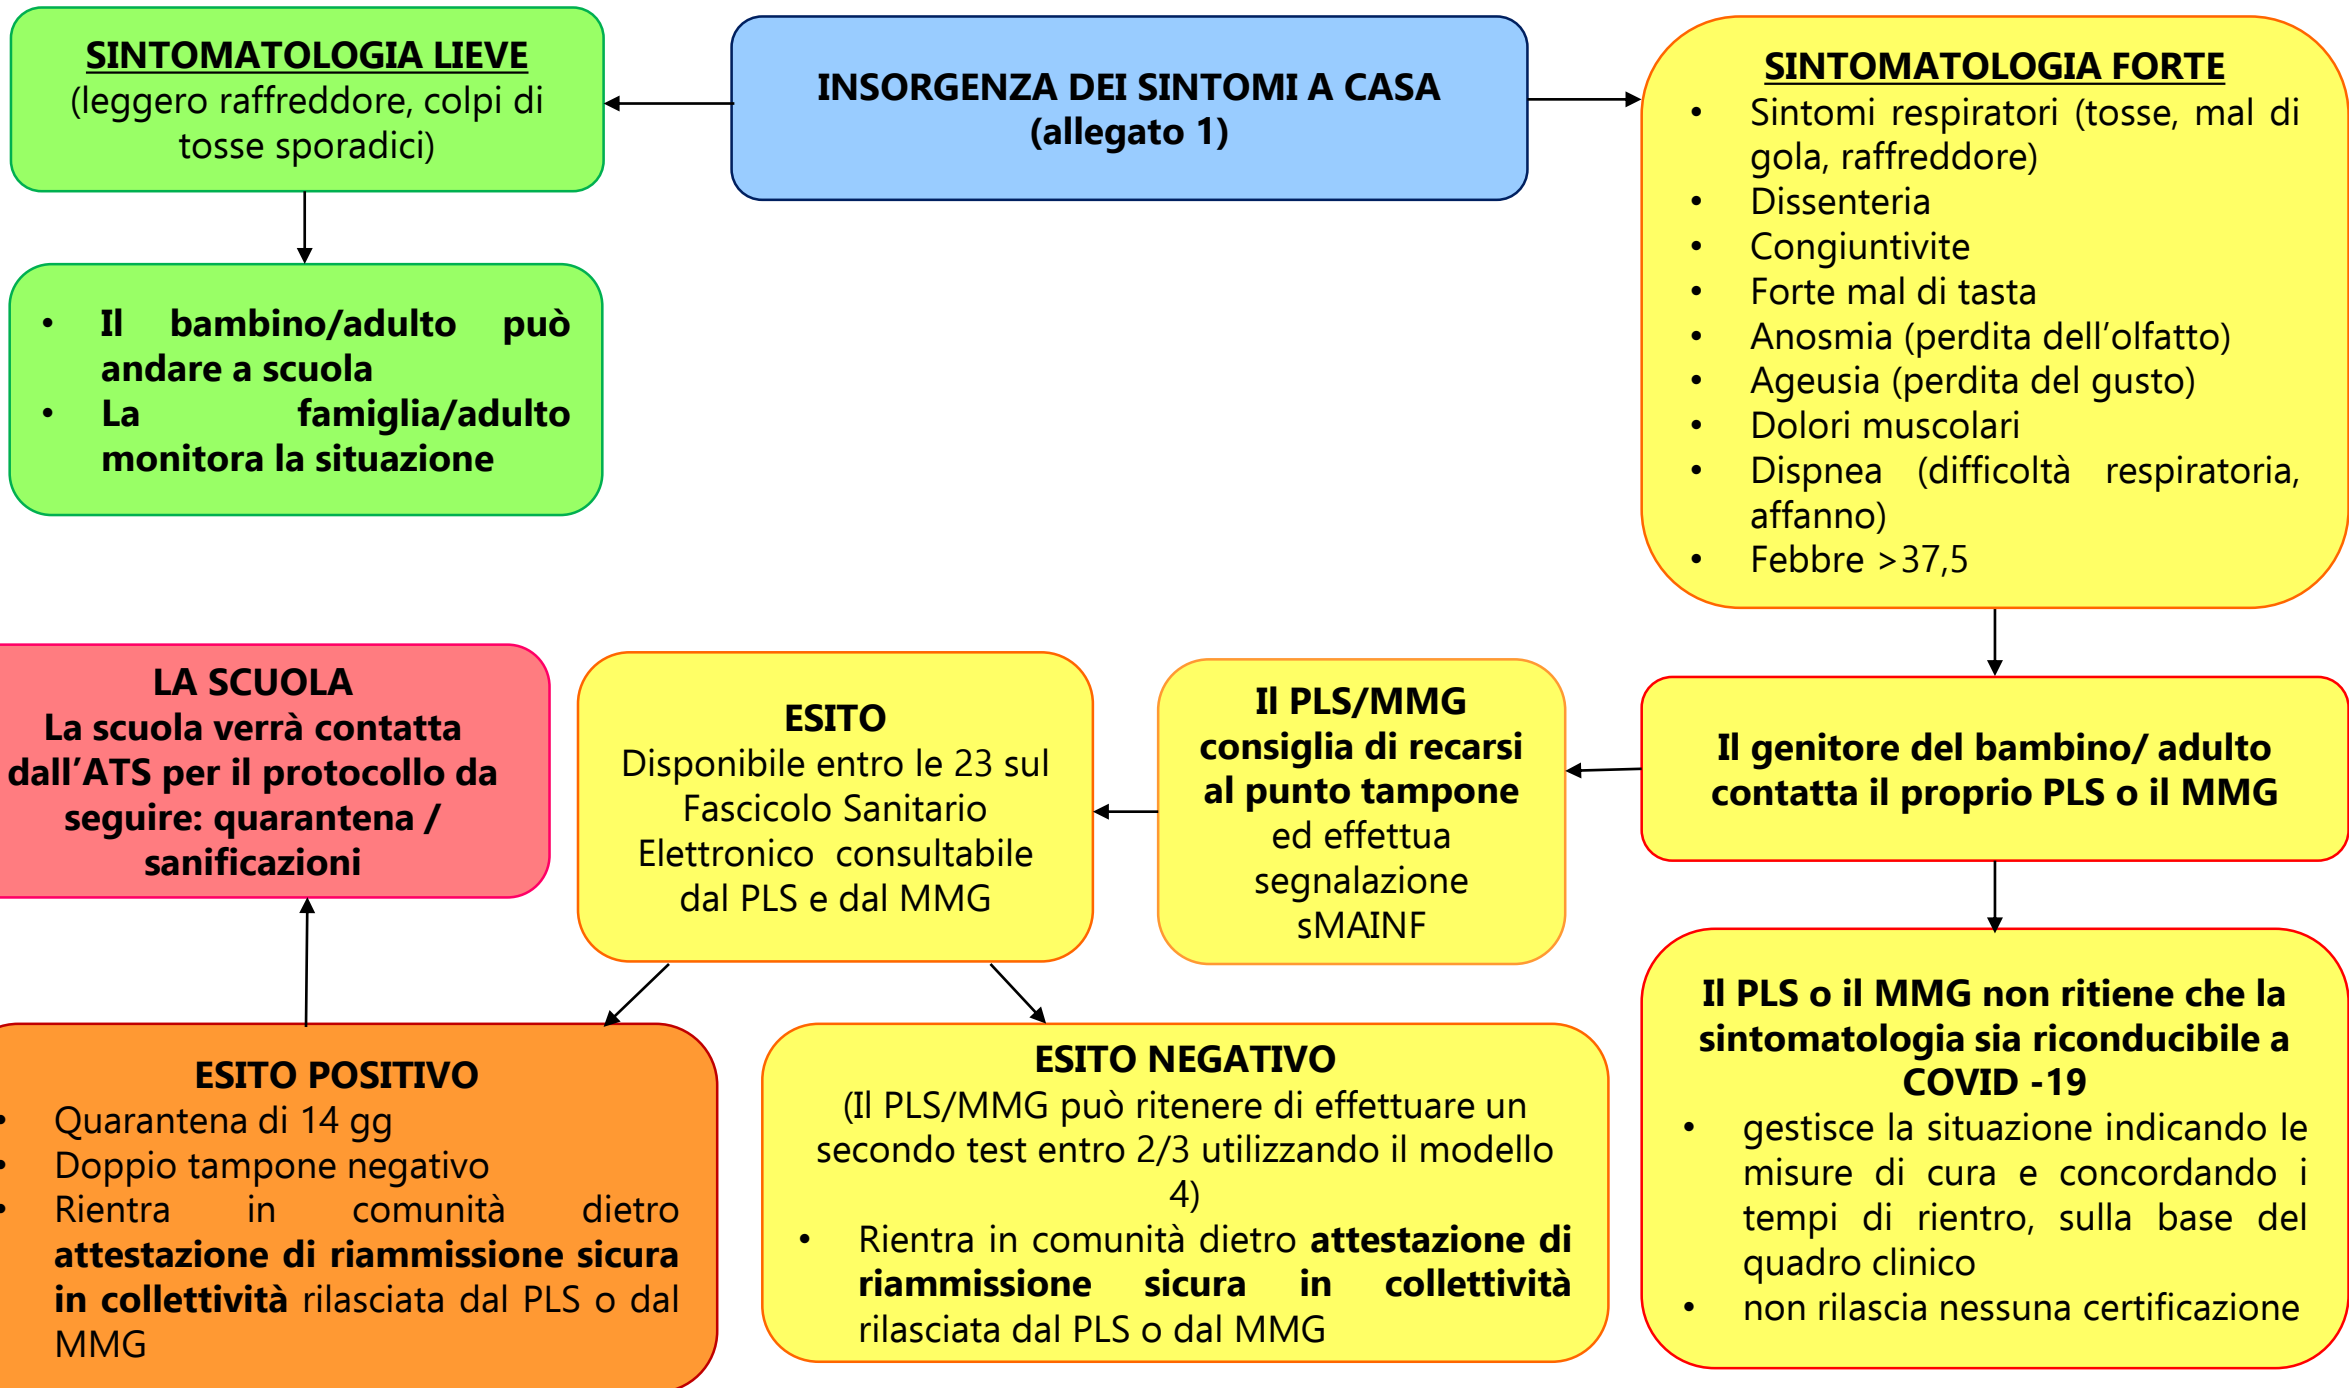 SINTOMATOLOGIA LIEVE
(leggero raffreddore, colpi di
tosse sporadici)
INSORGENZA DEI SINTOMI A CASA
(allegato 1)
SINTOMATOLOGIA FORTE
• Sintomi respiratori (tosse, mal di
gola, raffreddore)
• Dissenteria
• Congiuntivite
• Forte mal di tasta
• Anosmia (perdita dell’olfatto)
• Ageusia (perdita del gusto)
• Dolori muscolari
• Dispnea (difficoltà respiratoria,
affanno)
• Febbre >37,5
• Il bambino/adulto può
andare a scuola
• La famiglia/adulto
monitora la situazione
LA SCUOLA
La scuola verrà contatta
dall’ATS per il protocollo da
seguire: quarantena /
sanificazioni
ESITO
Disponibile entro le 23 sul
Fascicolo Sanitario
Elettronico consultabile
dal PLS e dal MMG
Il PLS/MMG
consiglia di recarsi
al punto tampone
ed effettua
segnalazione
sMAINF
Il genitore del bambino/ adulto
contatta il proprio PLS o il MMG
ESITO POSITIVO
• Quarantena di 14 gg
• Doppio tampone negativo
• Rientra in comunità dietro
attestazione di riammissione sicura
in collettività rilasciata dal PLS o dal
MMG
ESITO NEGATIVO
(Il PLS/MMG può ritenere di effettuare un
secondo test entro 2/3 utilizzando il modello
4)
• Rientra in comunità dietro attestazione di
riammissione sicura in collettività
rilasciata dal PLS o dal MMG
Il PLS o il MMG non ritiene che la
sintomatologia sia riconducibile a
COVID -19
• gestisce la situazione indicando le
misure di cura e concordando i
tempi di rientro, sulla base del
quadro clinico
• non rilascia nessuna certificazione